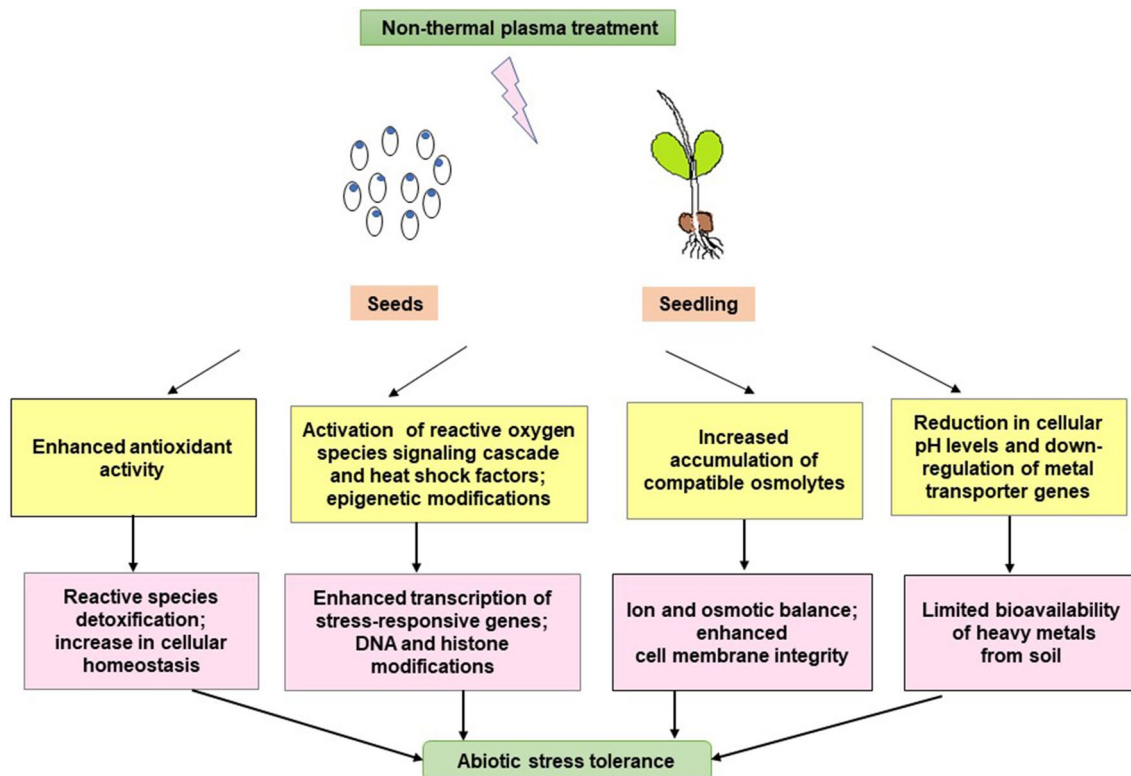 Non-thermal plasma treatment
Seeds
Seedling
Enhanced antioxidant
activity
Activation of reactive oxygen
species signaling cascade
and heat shock factors;
epigenetic modifications
Increased
accumulation of
compatible osmolytes
Reduction in cellular
pH levels and down-
regulation of metal
transporter genes
Reactive species
detoxification;
increase in cellular
homeostasis
Enhanced transcription of
stress-responsive genes;
DNA and histone
modifications
Ion and osmotic balance;
enhanced
cell membrane integrity
Limited bioavailability
of heavy metals
from soil
Abiotic stress tolerance